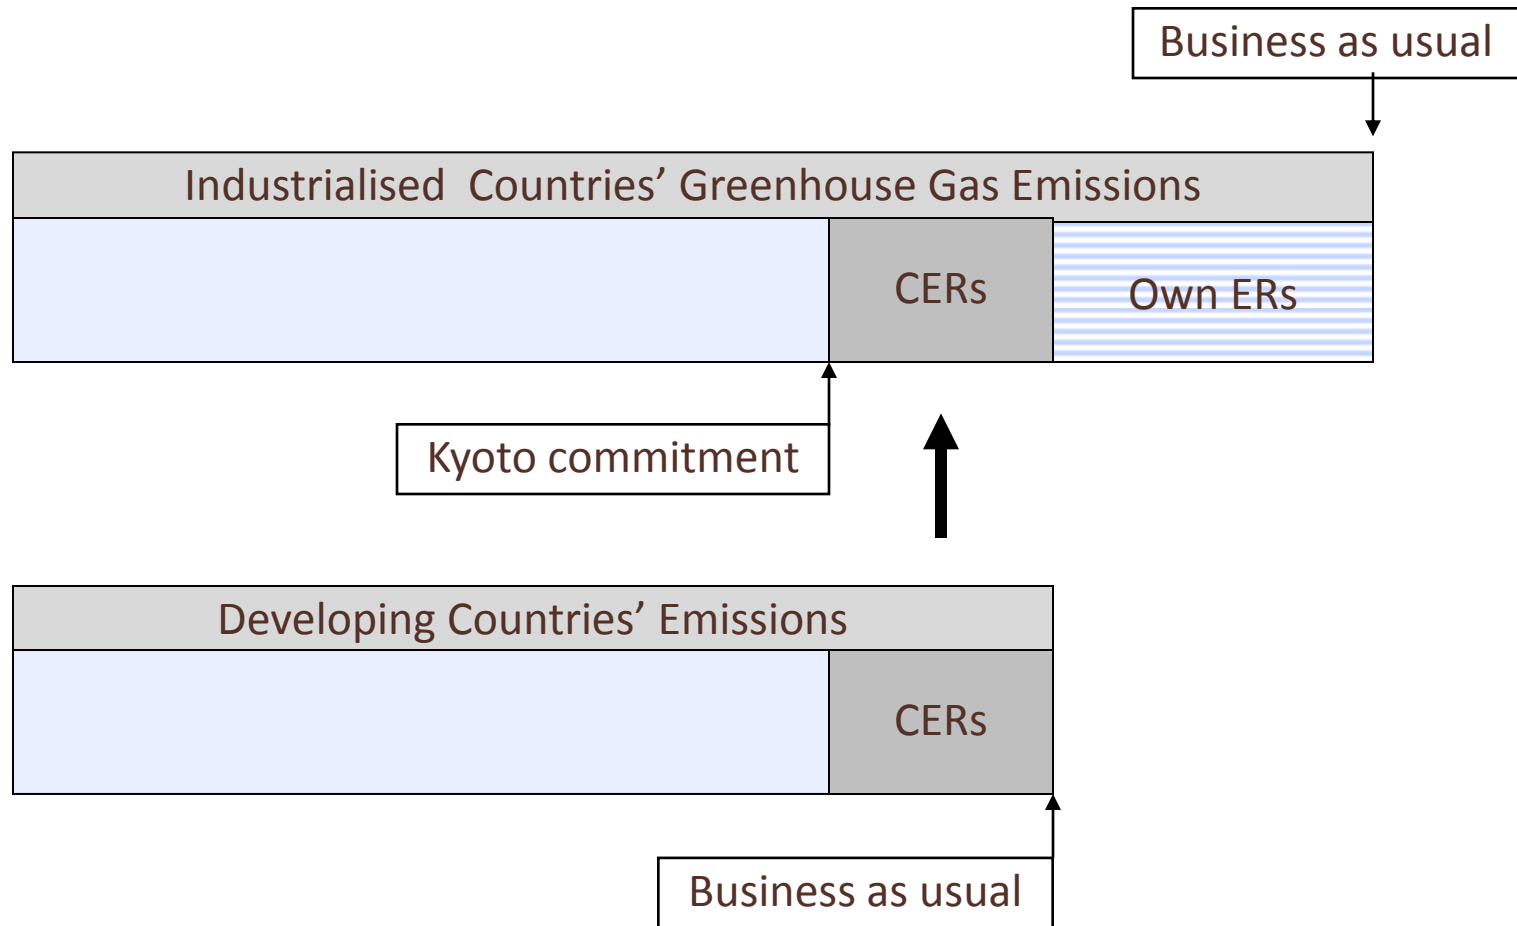 Business as usual
Industrialised  Countries’ Greenhouse Gas Emissions
CERs
Own ERs
Kyoto commitment
Developing Countries’ Emissions
CERs
Business as usual